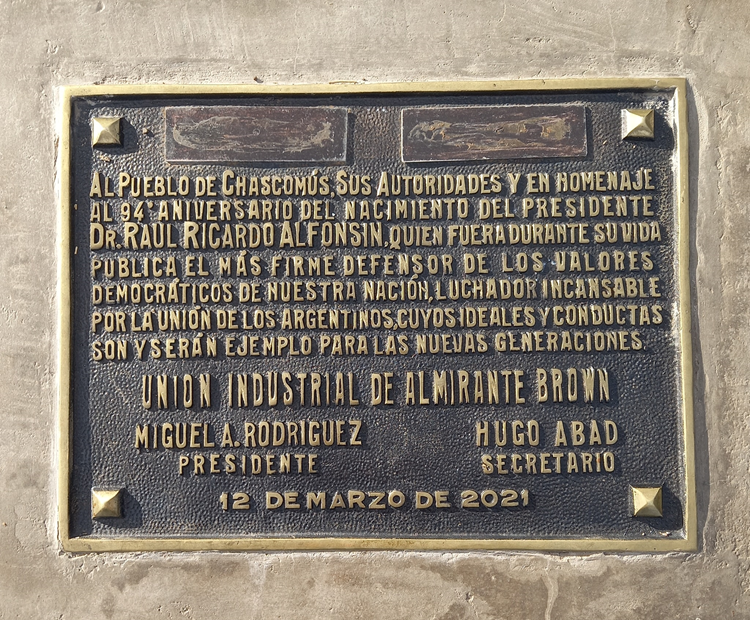 AL PUEBLO DE CHASCOMÚS, SUS AUTORIDADES Y EN HOMENAJE
AL 94° ANIVERSARIO DEL NACIMIENTO DEL PRESIDENTE
DR. RAÚL RICARDO ALFONSIN, QUIEN FUERA DURANTE SU VIDA
PÚBLICA EL MÁS FIRME DEFENSOR DE LOS VALORES
DEMOCRÁTICOS DE NUESTRA NACIÓN, LUCHADOR INCANSABLE
POR LA UNIÓN DE LOS ARGENTINOS, CUYOS IDEALES Y CONDUCTAS
SON Y SERÁN EJEMPLO PARA LAS NUEVAS GENERACIONES.
UNION INDUSTRIAL DE ALMIRANTE BROWN
MIGUEL A. RODRIGUEZ HUGO ABAD
PRESIDENTE SECRETARIO
12 DE MARZO DE 2021